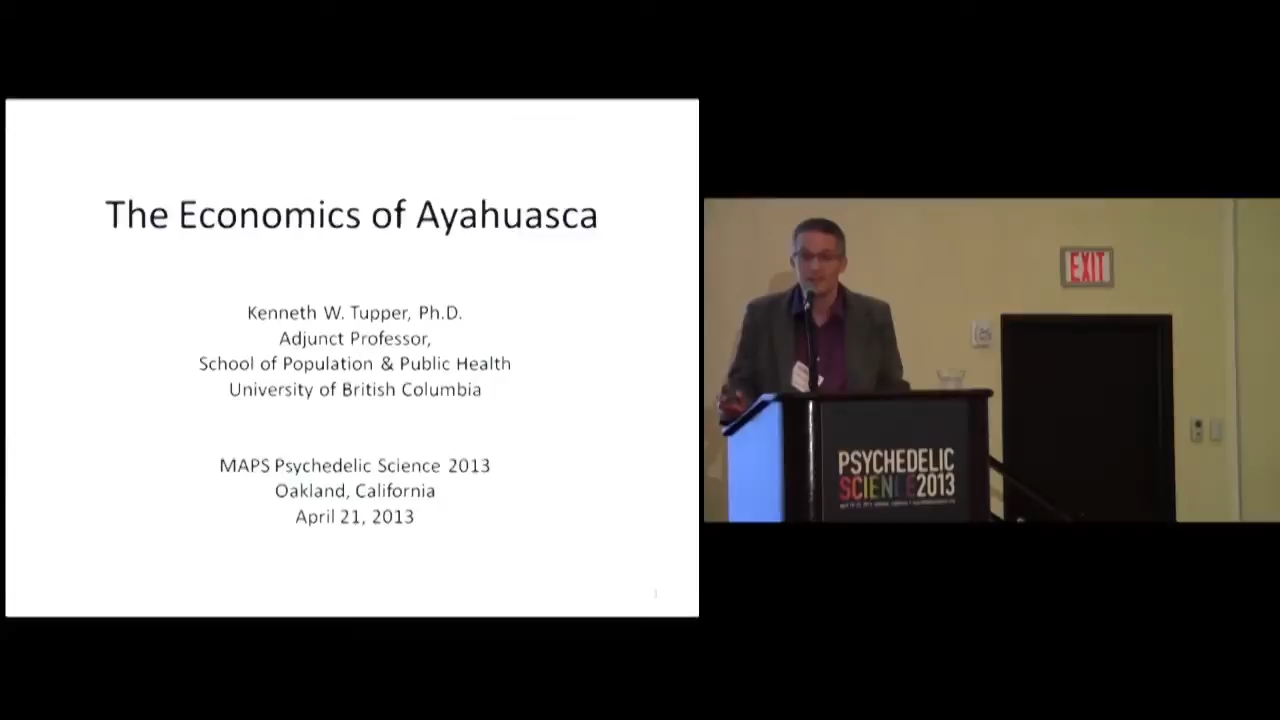 The Economics of Ayahuasca
Kenneth W. Tupper, Ph.D.
Adjunct Professor,
School of Population & Public Health
University of British Columbia
MAPS Psychedelic Science 2013
Oakland, California
April 21, 2013
1
EXIT
PSYCHEDELIC
SCIENCE2013